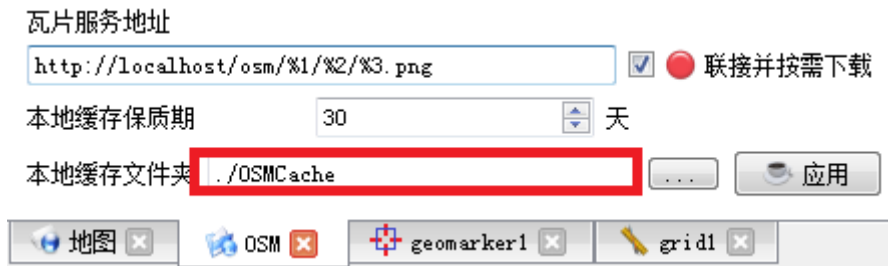 瓦片服务地址
http://localhost/osm/%1/%2/%3.png 联接并按需下载
本地缓存保质期 30 天
本地缓存文件夹 ./OSMCache ... 应用
地图 OSM geomarker1 grid1